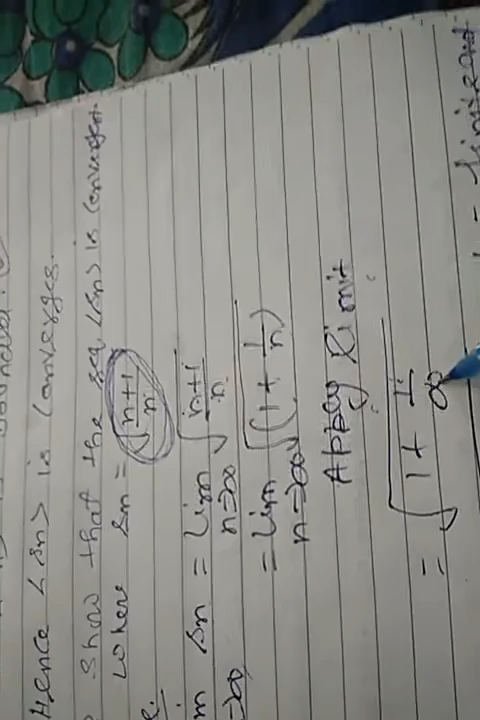 Hence <Sn> is converges.
Show that the seq <Sn> is convergent.
where Sn = √(n+1/n)
Sn = Lim n→∞ √(n+1/n)
= Lim n→∞ √(1 + 1/n)
Apply Limit
= √(1 + 1/∞)